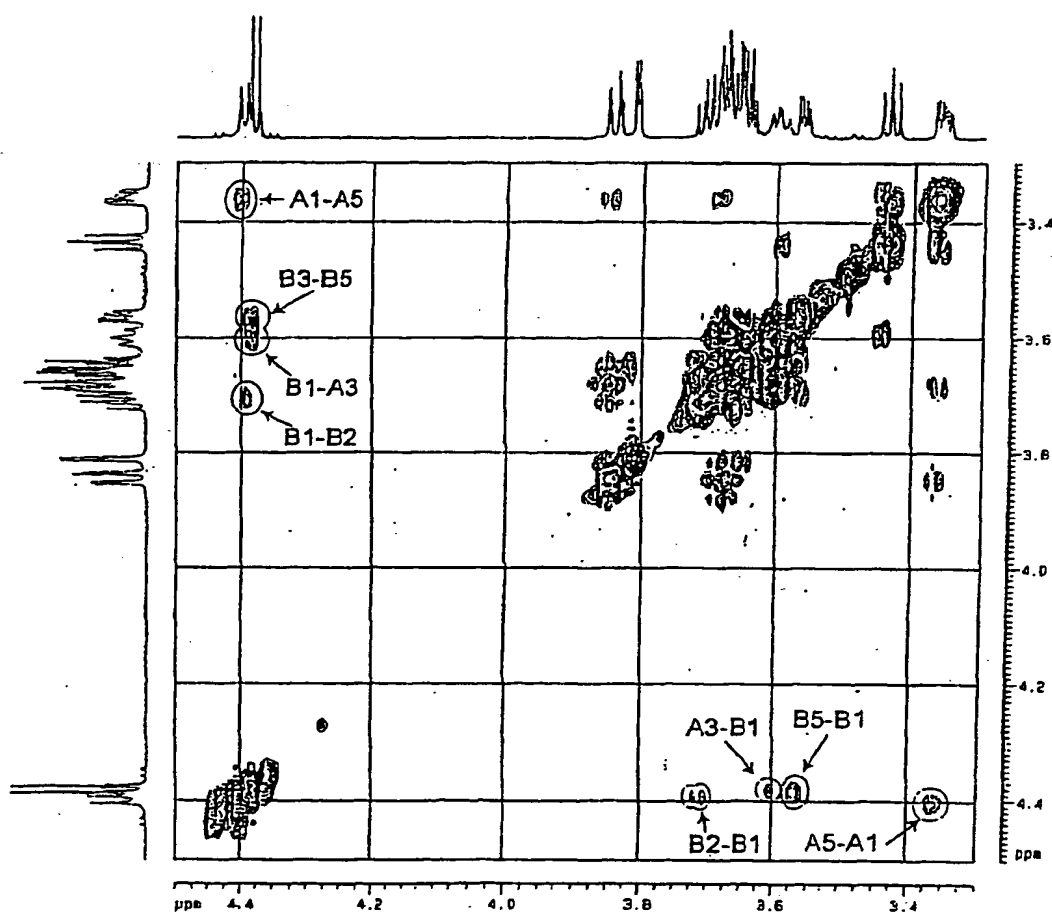 A1-A5
B3-B5
B1-A3
B1-B2
3.4
3.6
3.8
4.0
4.2
A3-B1
B5-B1
4.4
B2-B1
A5-A1
ppm
ppm 4.4 4.2 4.0 3.8 3.6 3.4